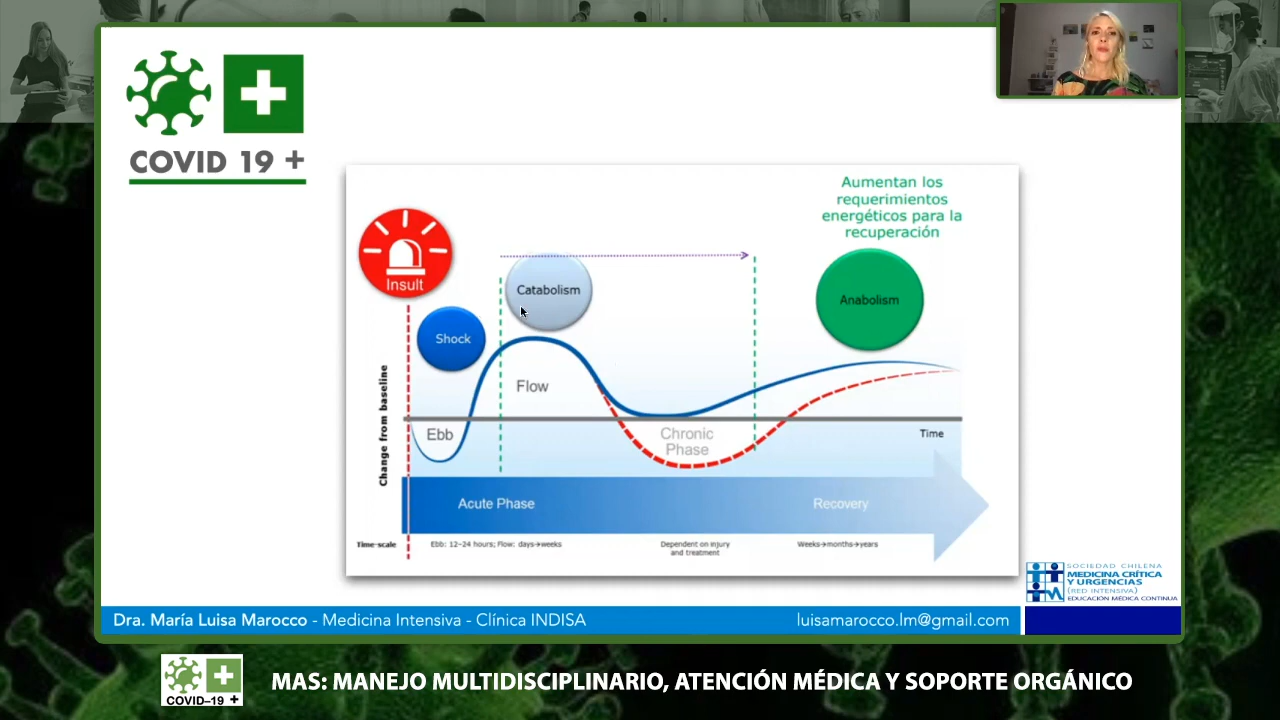 COVID 19 +
Aumentan los
requerimientos
energéticos para la
recuperación
Insult
Catabolism
Anabolism
Shock
Flow
Change from baseline
Ebb
Chronic
Phase
Time
Acute Phase
Recovery
Time-scale
Ebb: 12-24 hours; Flow: days→weeks
Dependent on injury
and treatment
Weeks→months→years
SOCIEDAD CHILENA
MEDICINA CRÍTICA
Y URGENCIAS
(RED INTENSIVA)
EDUCACIÓN MÉDICA CONTINUA
Dra. María Luisa Marocco - Medicina Intensiva - Clínica INDISA
luisamarocco.lm@gmail.com
COVID-19 +
MAS: MANEJO MULTIDISCIPLINARIO, ATENCIÓN MÉDICA Y SOPORTE ORGÁNICO